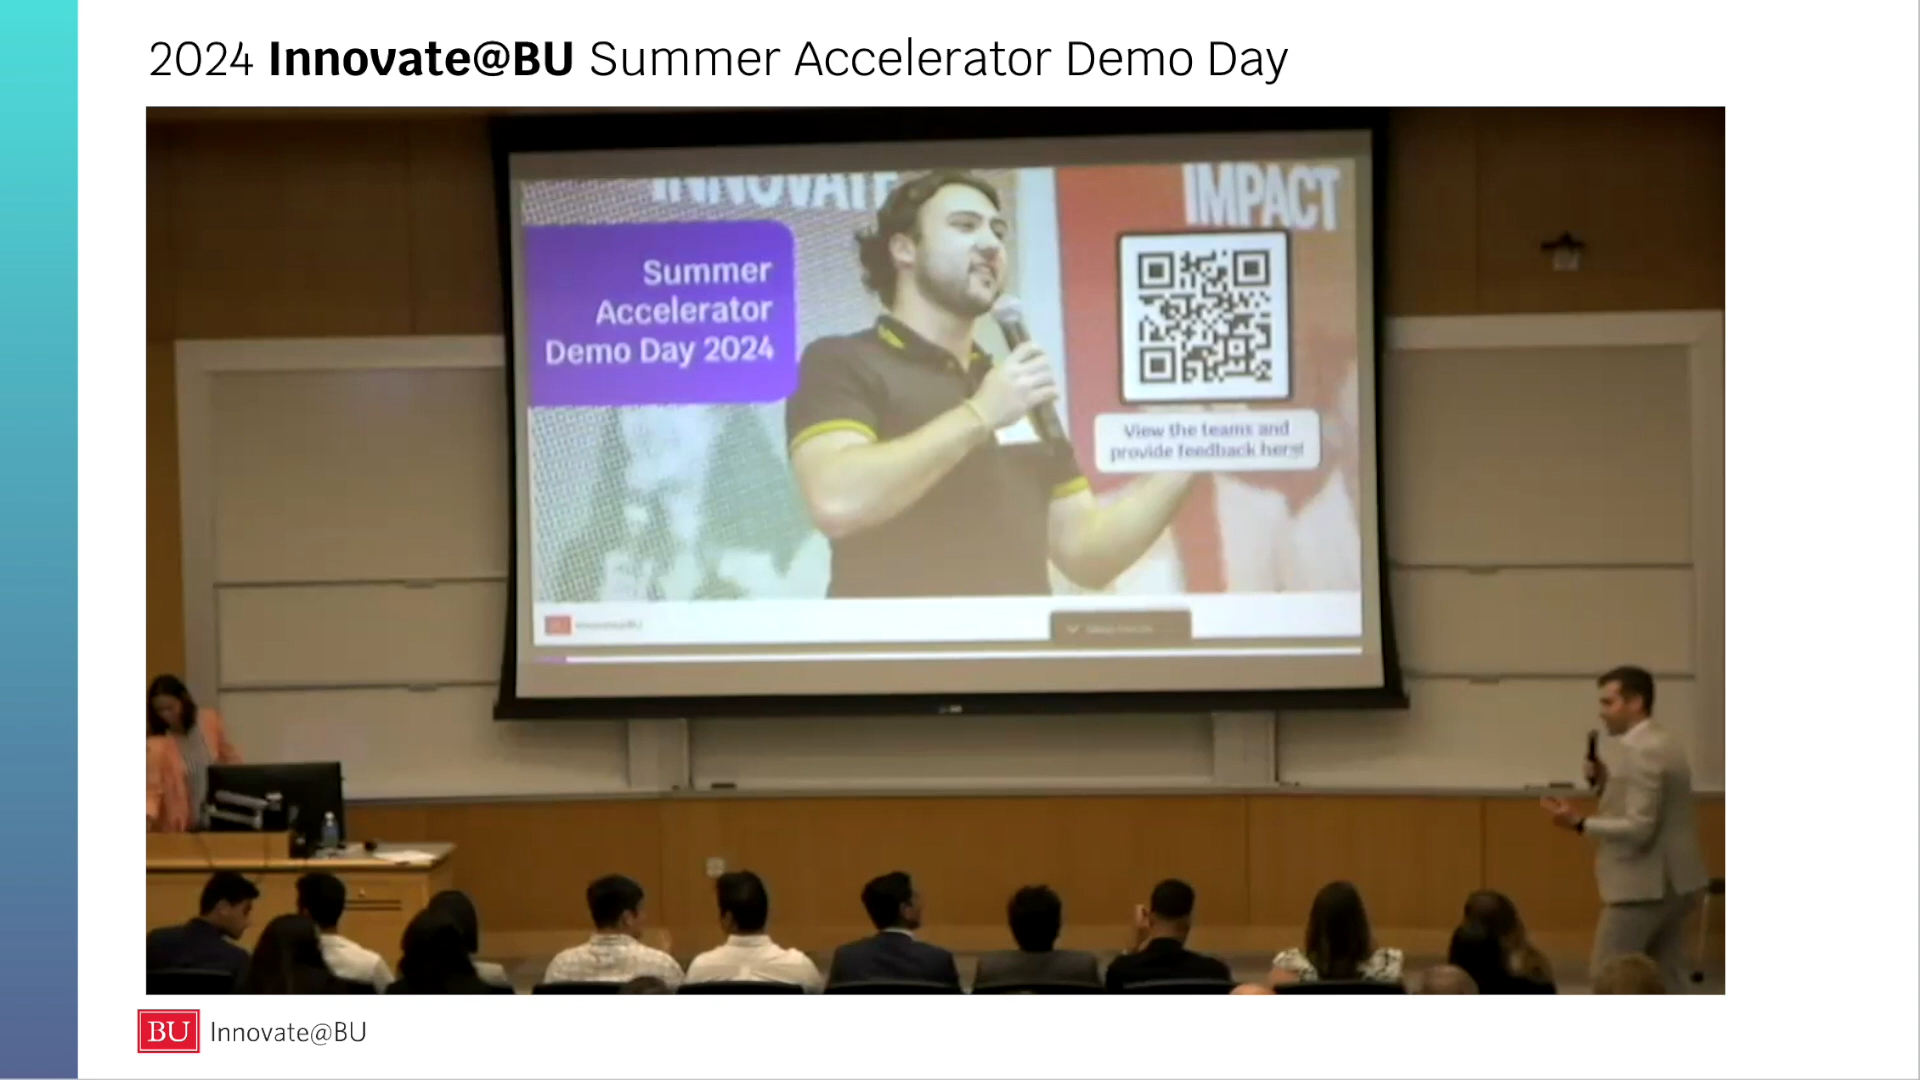 2024 Innovate@BU Summer Accelerator Demo Day
INNOVATE
IMPACT
Summer
Accelerator
Demo Day 2024
View the teams and
provide feedback here!
BU Innovate@BU